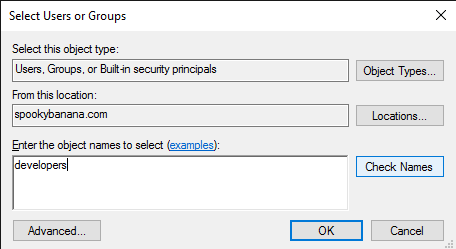 Select Users or Groups
Select this object type:
Users, Groups, or Built-in security principals
Object Types...
From this location:
spookybanana.com
Locations...
Enter the object names to select (examples):
developers
Check Names
Advanced...
OK
Cancel